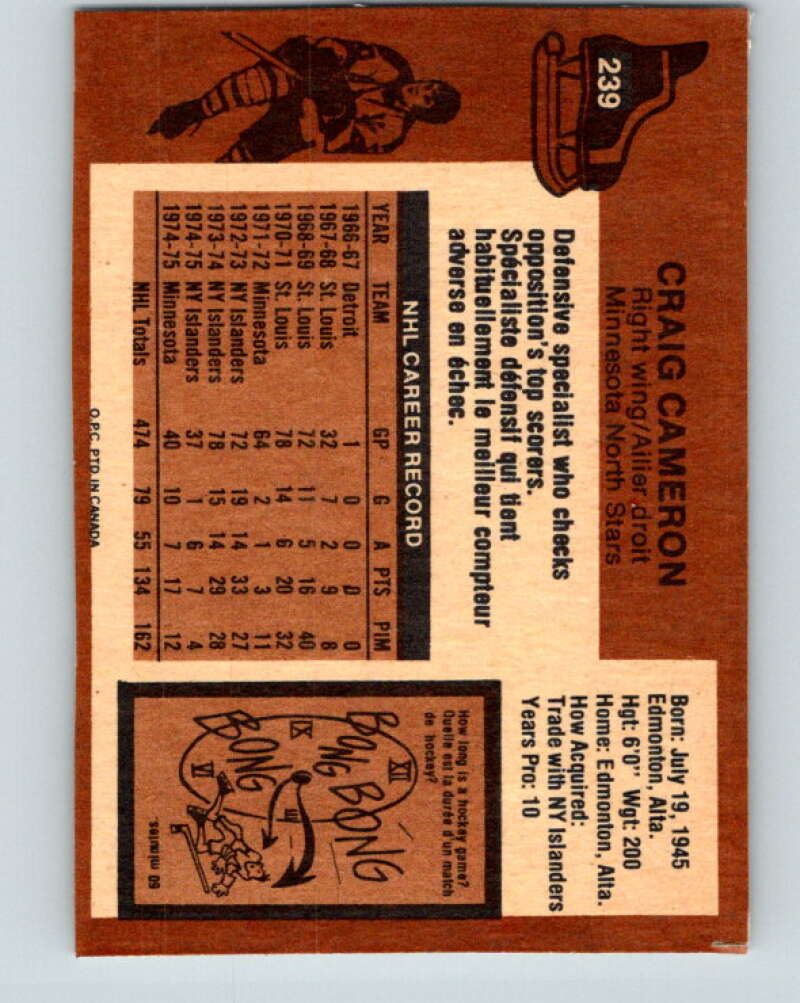 239
CRAIG CAMERON
Right wing/Ailier droit
Minnesota North Stars
Born: July 19, 1945
Edmonton, Alta.
Hgt: 6'0" Wgt: 200
Home: Edmonton, Alta.
How Acquired:
Trade with NY Islanders
Years Pro: 10
Defensive specialist who checks
opposition's top scorers.
Spécialiste défensif qui tient
habituellement le meilleur compteur
adverse en échec.
NHL CAREER RECORD
YEAR TEAM GP G A PTS PIM
1966-67 Detroit 1 0 0 0 0
1967-68 St. Louis 32 7 2 9 8
1968-69 St. Louis 72 11 5 16 40
1970-71 St. Louis 78 14 6 20 32
1971-72 Minnesota 64 2 1 3 11
1972-73 NY Islanders 72 19 14 33 27
1973-74 NY Islanders 78 15 14 29 28
1974-75 NY Islanders 37 1 6 7 4
1974-75 Minnesota 40 10 7 17 12
NHL Totals 474 79 55 134 162
How long is a hockey game?
Quelle est la durée d'un match
de hockey?
XII
III
IX
VI
BONG
BONG
BONG
BONG
60 minutes.
O.P.C. PTD. IN CANADA